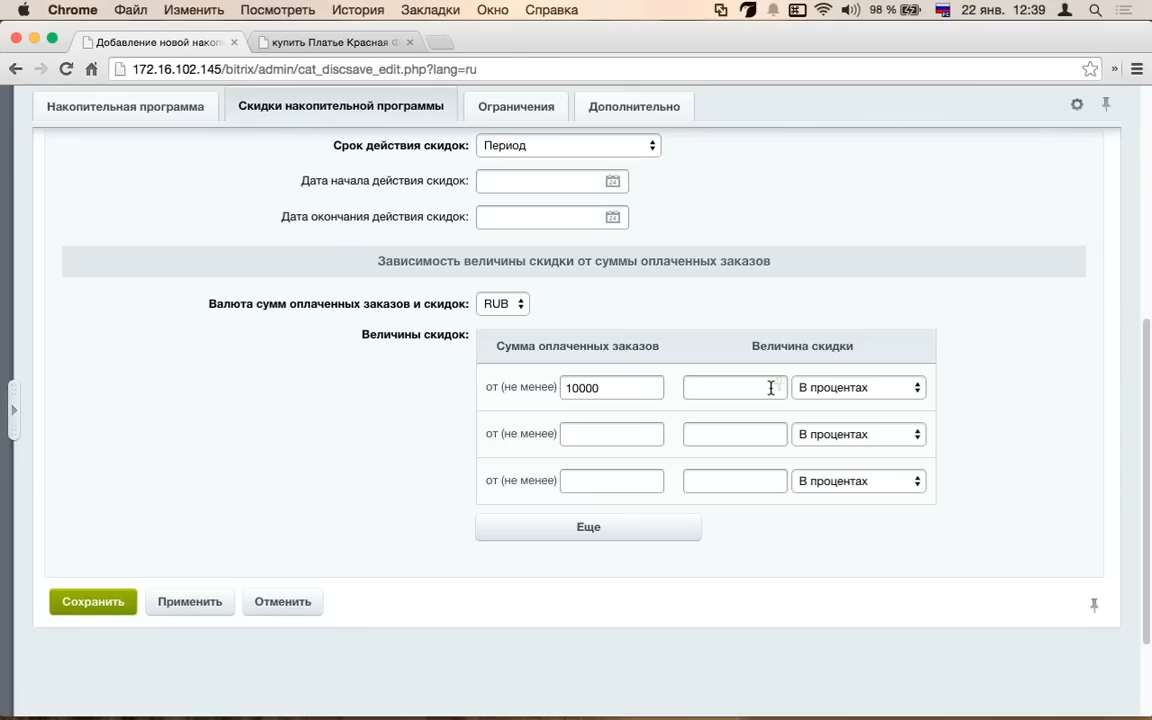 Chrome Файл Изменить Посмотреть История Закладки Окно Справка 98 % 22 янв. 12:39
Добавление новой накоп × купить Платье Красная ×
172.16.102.145/bitrix/admin/cat_discsave_edit.php?lang=ru »
Накопительная программа Скидки накопительной программы Ограничения Дополнительно
Срок действия скидок: Период
Дата начала действия скидок: 24
Дата окончания действия скидок: 24
Зависимость величины скидки от суммы оплаченных заказов
Валюта сумм оплаченных заказов и скидок: RUB
Величины скидок:
Сумма оплаченных заказов Величина скидки
от (не менее) 10000 В процентах
от (не менее) В процентах
от (не менее) В процентах
Еще
Сохранить Применить Отменить